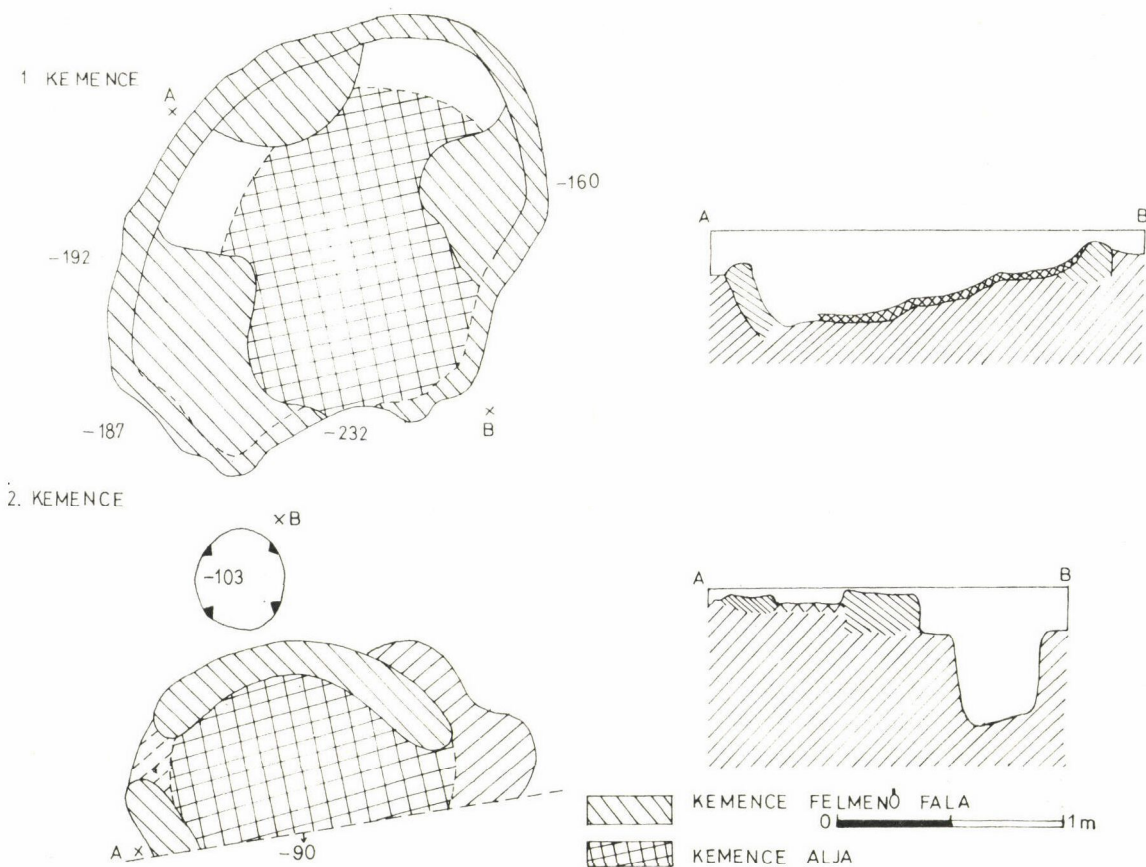 1 KEMENCE
A
-160
-192
-187
-232
B
A B
2. KEMENCE
B
-103
A
-90
A B
KEMENCE FELMENŐ FALA
0 1m
KEMENCE ALJA